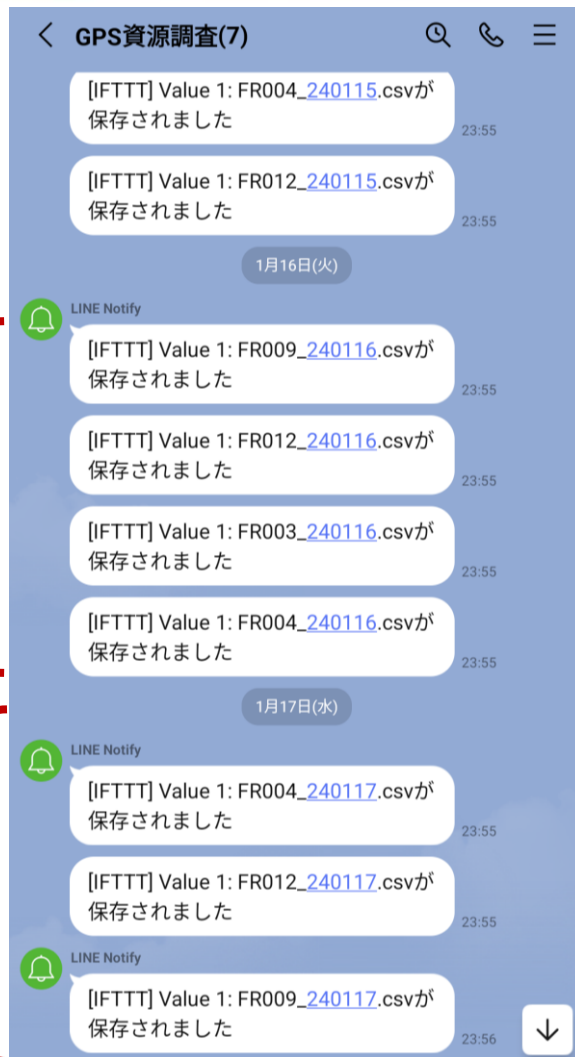 GPS資源調査(7)
[IFTTT] Value 1: FR004_240115.csvが
保存されました
23:55
[IFTTT] Value 1: FR012_240115.csvが
保存されました
23:55
1月16日(火)
LINE Notify
[IFTTT] Value 1: FR009_240116.csvが
保存されました
23:55
[IFTTT] Value 1: FR012_240116.csvが
保存されました
23:55
[IFTTT] Value 1: FR003_240116.csvが
保存されました
23:55
[IFTTT] Value 1: FR004_240116.csvが
保存されました
23:55
1月17日(水)
LINE Notify
[IFTTT] Value 1: FR004_240117.csvが
保存されました
23:55
[IFTTT] Value 1: FR012_240117.csvが
保存されました
23:55
LINE Notify
[IFTTT] Value 1: FR009_240117.csvが
保存されました
23:56